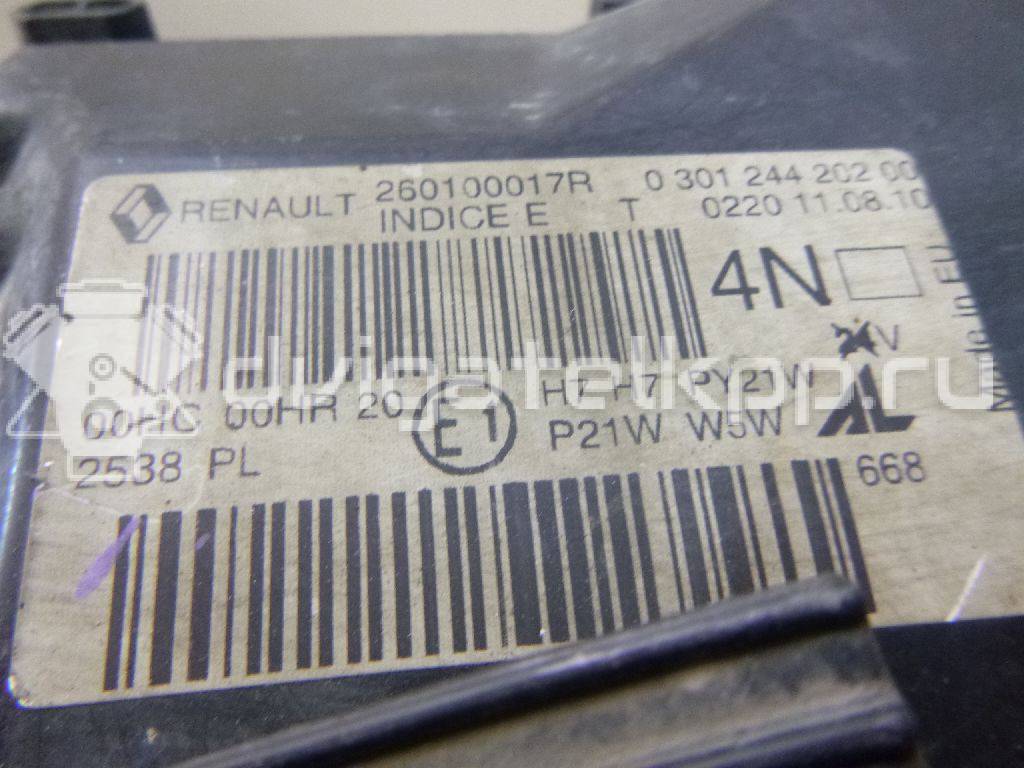 RENAULT 260100017R 0 301 244 202 00
INDICE E T 0220 11.08.10
4N
Made in EU
00HC 00HR 20 E1 H7 H7 PY21W
2538 PL P21W W5W AL
668
dvigatelkpp.ru